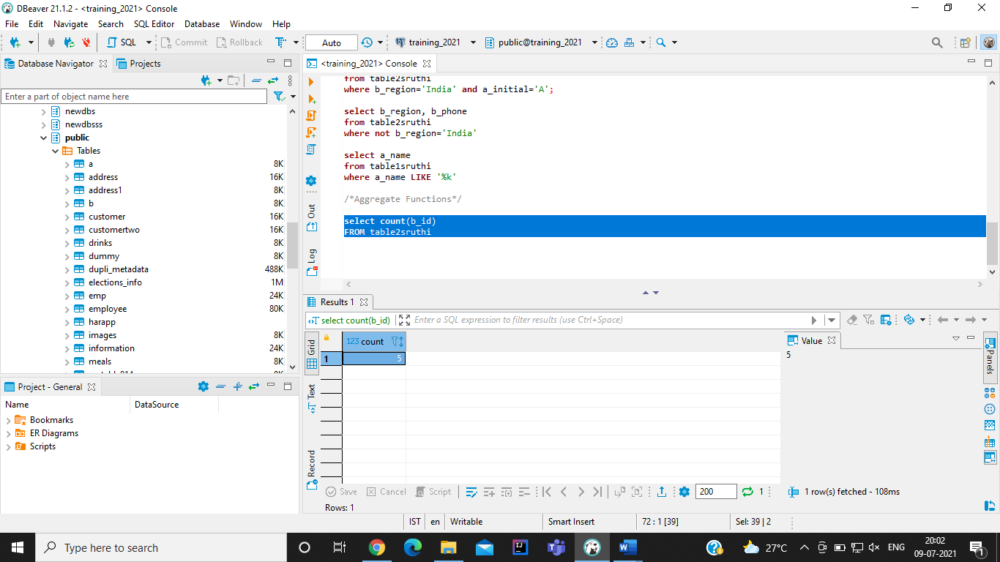 DBeaver 21.1.2 - <training_2021> Console
File Edit Navigate Search SQL Editor Database Window Help
SQL Commit Rollback Auto training_2021 public@training_2021
Database Navigator Projects
Enter a part of object name here
newdbs
newdbsss
public
Tables
a 8K
address 16K
address1 8K
b 8K
customer 16K
customertwo 16K
drinks 8K
dummy 8K
dupli_metadata 488K
elections_info 1M
emp 24K
employee 80K
harapp
images 8K
information 24K
meals 8K
Project - General
Name DataSource
Bookmarks
ER Diagrams
Scripts
<training_2021> Console
from table2sruthi
where b_region='India' and a_initial='A';
select b_region, b_phone
from table2sruthi
where not b_region='India'
select a_name
from table1sruthi
where a_name LIKE '%k'
/*Aggregate Functions*/
select count(b_id)
FROM table2sruthi
Out
Log
Results 1
select count(b_id) Enter a SQL expression to filter results (use Ctrl+Space)
Grid
Text
Record
123 count
1 5
Value
5
Panels
Save Cancel Script 200 1 1 row(s) fetched - 108ms
Rows: 1
IST en Writable Smart Insert 72 : 1 [39] Sel: 39 | 2
Type here to search
27°C ENG 20:02
09-07-2021
1